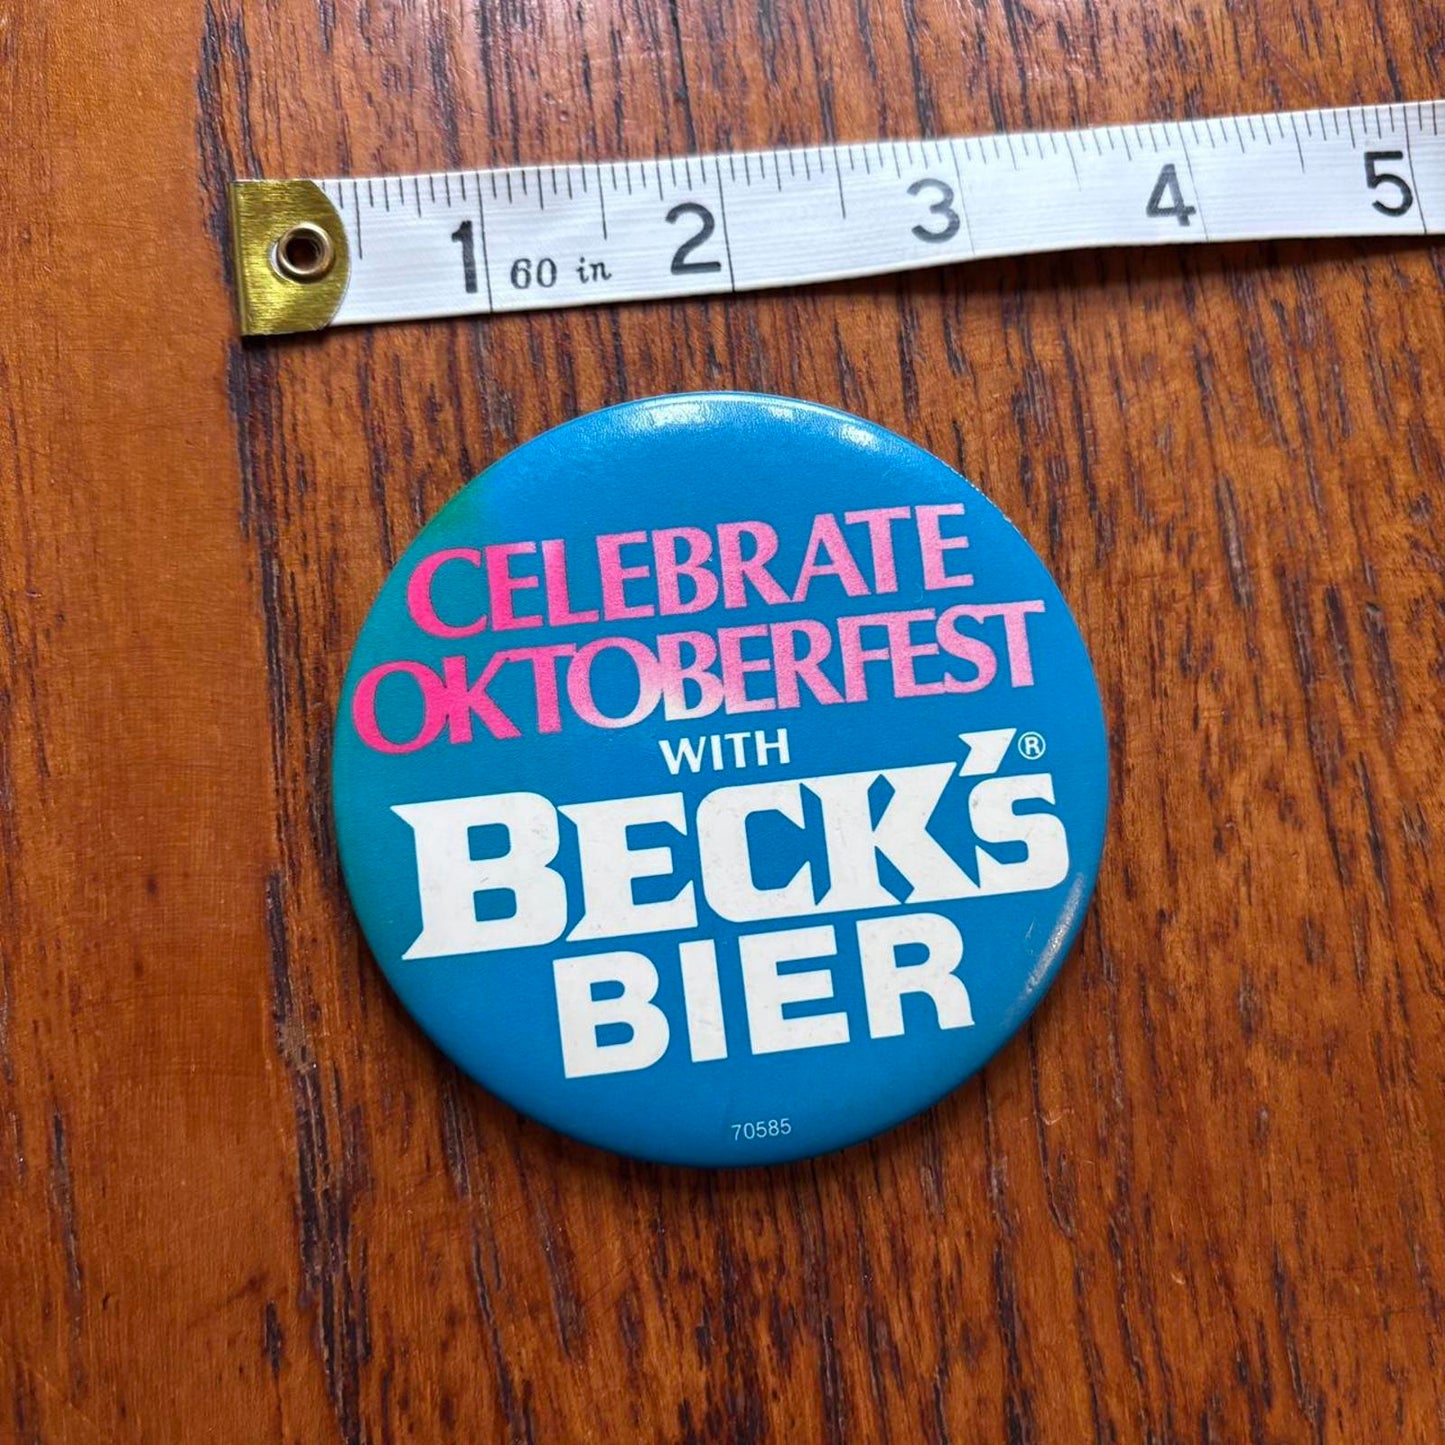 1 2 3 4 5
60 in
CELEBRATE
OKTOBERFEST
WITH
BECK'S®
BIER
70585